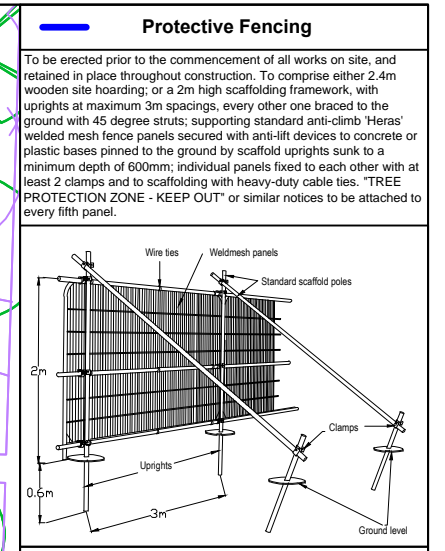 Protective Fencing
To be erected prior to the commencement of all works on site, and
retained in place throughout construction. To comprise either 2.4m
wooden site hoarding; or a 2m high scaffolding framework, with
uprights at maximum 3m spacings, every other one braced to the
ground with 45 degree struts; supporting standard anti-climb 'Heras'
welded mesh fence panels secured with anti-lift devices to concrete or
plastic bases pinned to the ground by scaffold uprights sunk to a
minimum depth of 600mm; individual panels fixed to each other with at
least 2 clamps and to scaffolding with heavy-duty cable ties. "TREE
PROTECTION ZONE - KEEP OUT" or similar notices to be attached to
every fifth panel.
Wire ties
Weldmesh panels
Standard scaffold poles
2m
Clamps
Uprights
0.6m
3m
Ground level